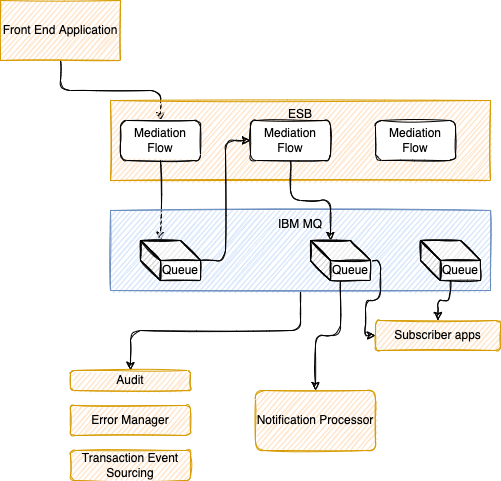 Front End Application
ESB
Mediation
Flow
Mediation
Flow
Mediation
Flow
IBM MQ
Queue
Queue
Queue
Subscriber apps
Audit
Error Manager
Notification Processor
Transaction Event
Sourcing